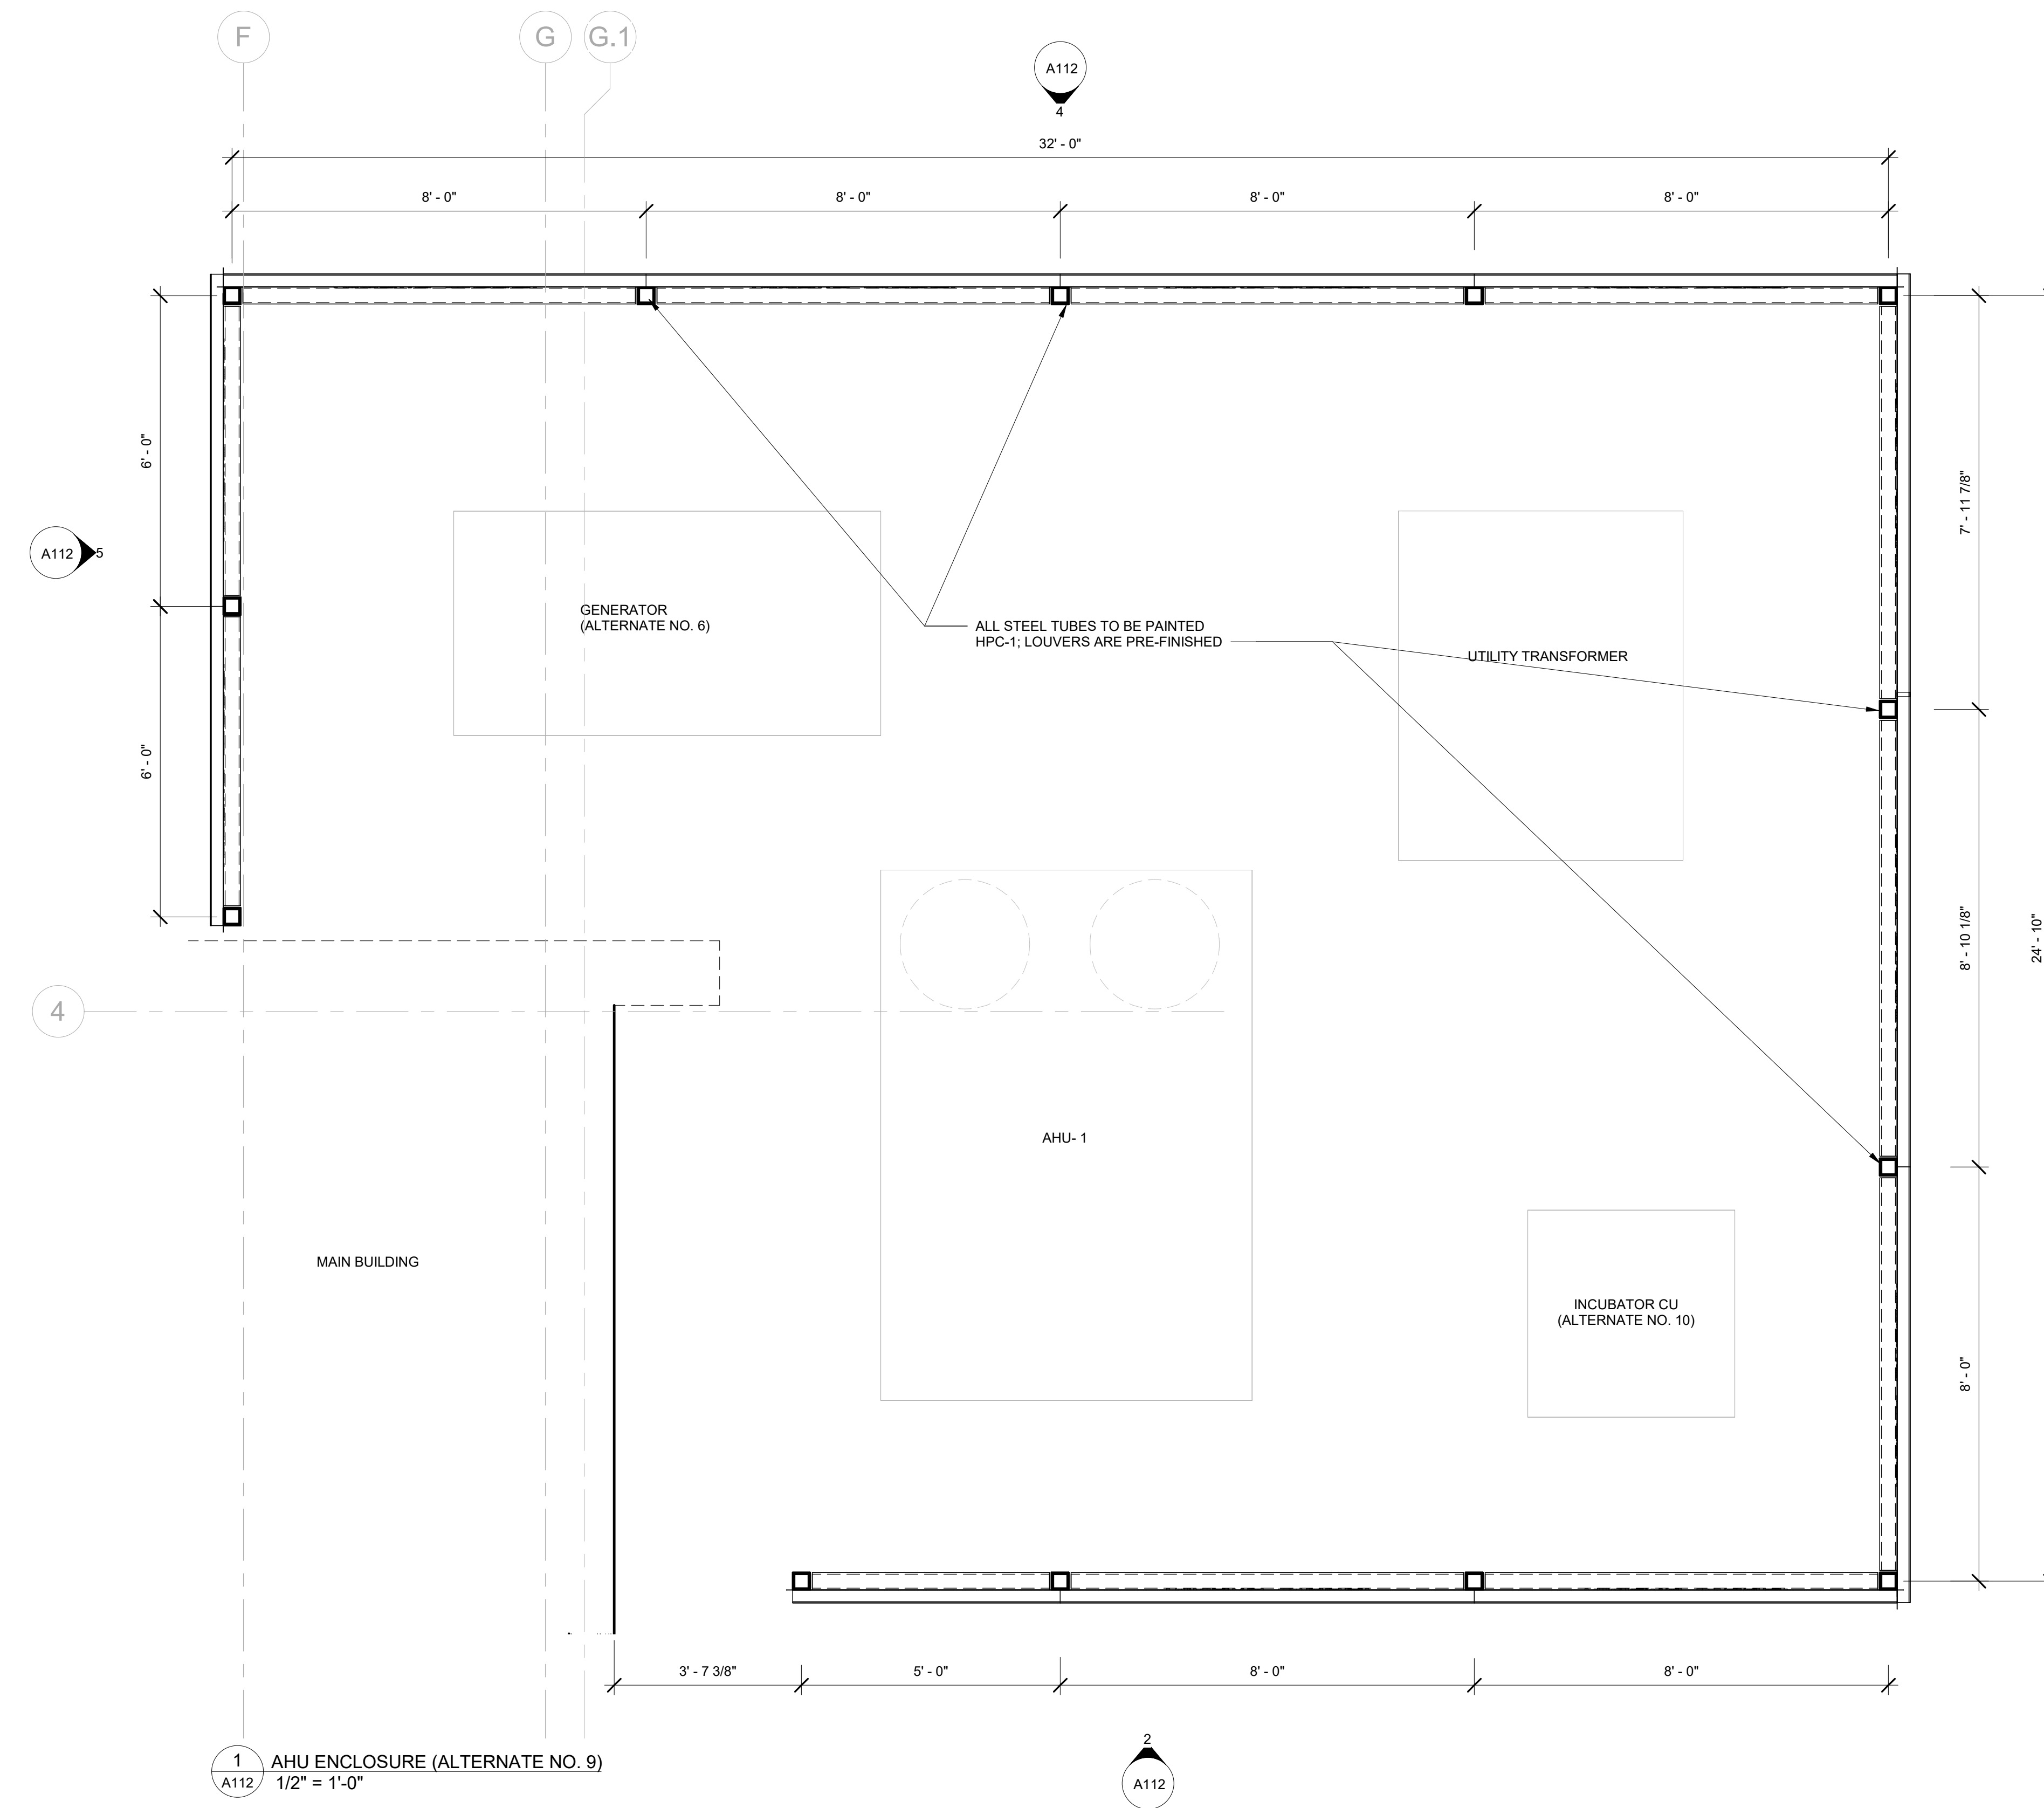 F
G
G.1
A112
4
32' - 0"
8' - 0"
8' - 0"
8' - 0"
8' - 0"
6' - 0"
7' - 11 7/8"
A112
5
GENERATOR
(ALTERNATE NO. 6)
ALL STEEL TUBES TO BE PAINTED
HPC-1; LOUVERS ARE PRE-FINISHED
UTILITY TRANSFORMER
6' - 0"
8' - 10 1/8"
24' - 10"
4
AHU- 1
MAIN BUILDING
INCUBATOR CU
(ALTERNATE NO. 10)
8' - 0"
3' - 7 3/8"
5' - 0"
8' - 0"
8' - 0"
1
A112
AHU ENCLOSURE (ALTERNATE NO. 9)
1/2" = 1'-0"
2
A112